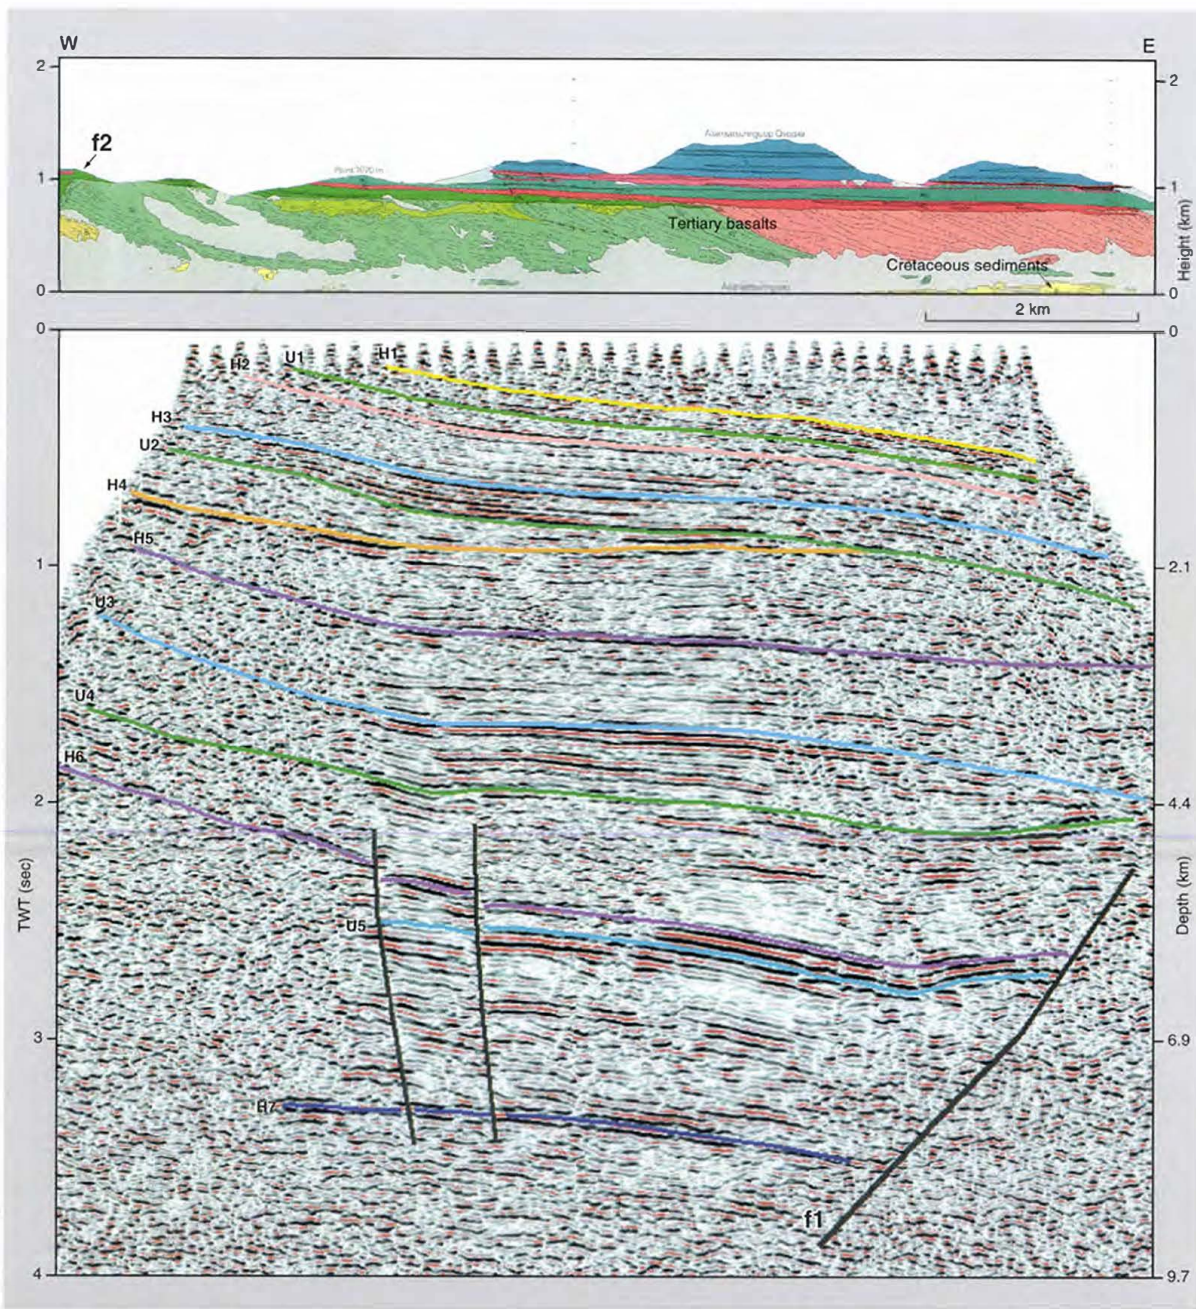 W
E
2
2
f2
1
1
Tertiary basalts
Cretaceous sediments
Height (km)
0
0
2 km
0
0
H1
U1
H2
H3
U2
H4
H5
1
2.1
U3
U4
H6
2
4.4
TWT (sec)
Depth (km)
U5
3
6.9
H7
f1
4
9.7